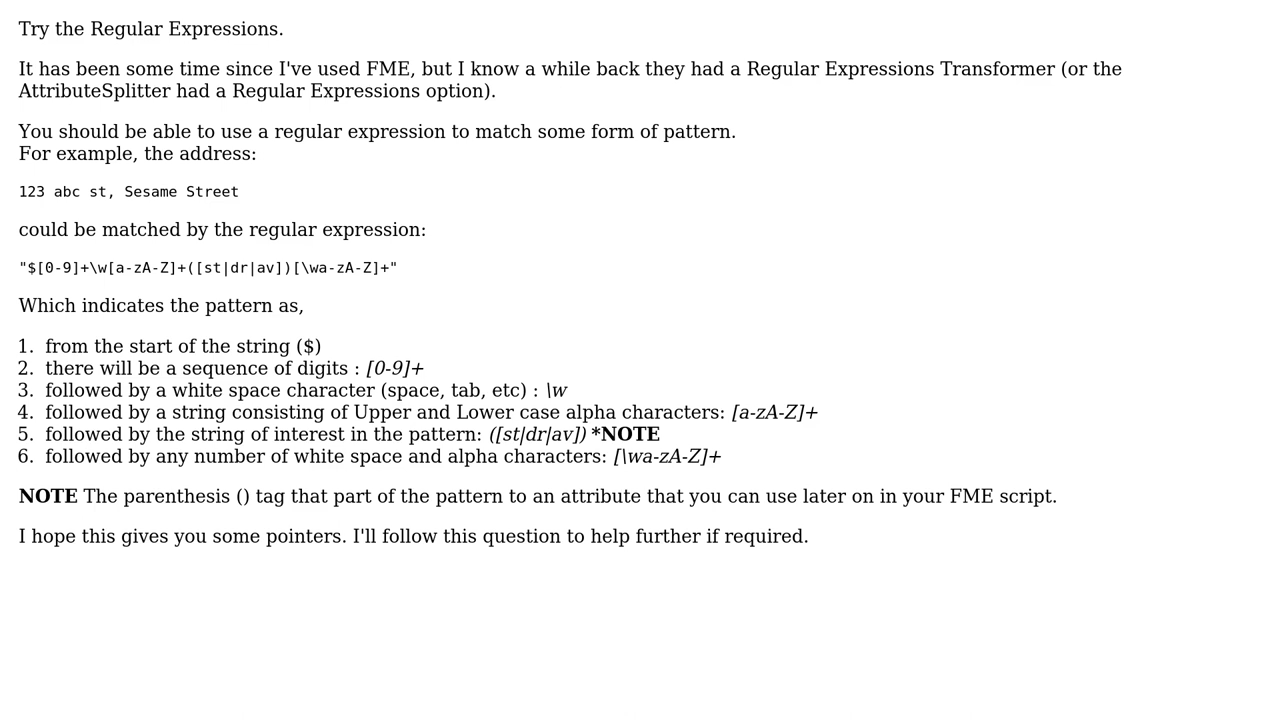 Try the Regular Expressions.
It has been some time since I've used FME, but I know a while back they had a Regular Expressions Transformer (or the
AttributeSplitter had a Regular Expressions option).
You should be able to use a regular expression to match some form of pattern.
For example, the address:
123 abc st, Sesame Street
could be matched by the regular expression:
"$[0-9]+\w[a-zA-Z]+([st|dr|av])[\wa-zA-Z]+"
Which indicates the pattern as,
1. from the start of the string ($)
2. there will be a sequence of digits : [0-9]+
3. followed by a white space character (space, tab, etc) : \w
4. followed by a string consisting of Upper and Lower case alpha characters: [a-zA-Z]+
5. followed by the string of interest in the pattern: ([st|dr|av]) *NOTE
6. followed by any number of white space and alpha characters: [\wa-zA-Z]+
NOTE The parenthesis () tag that part of the pattern to an attribute that you can use later on in your FME script.
I hope this gives you some pointers. I'll follow this question to help further if required.